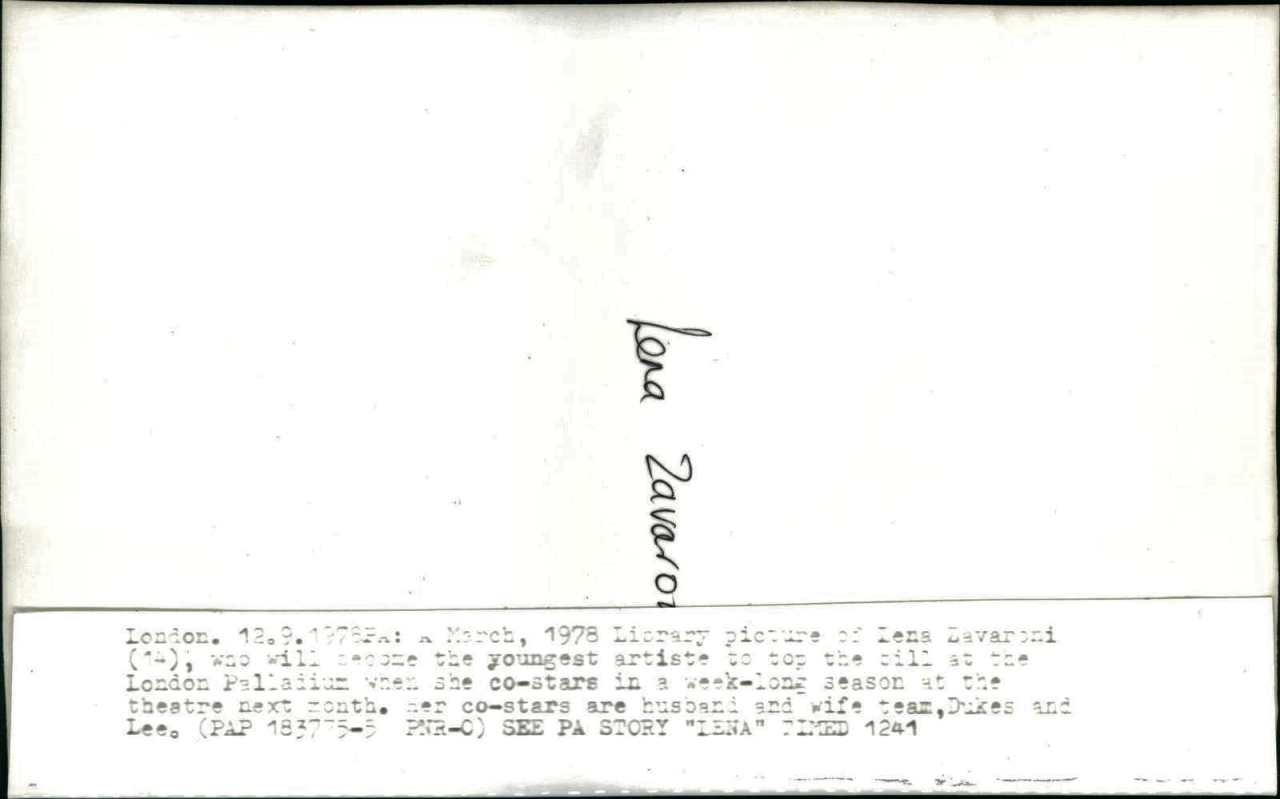 Lena Zavaro
London. 12.9.1978PA: A March, 1978 Library picture of Lena Zavaroni
(14), who will become the youngest artiste to top the bill at the
London Palladium when she co-stars in a week-long season at the
theatre next month. Her co-stars are husband and wife team,Dukes and
Lee. (PAP 183775-5 PNR-O) SEE PA STORY "LENA" TIMED 1241